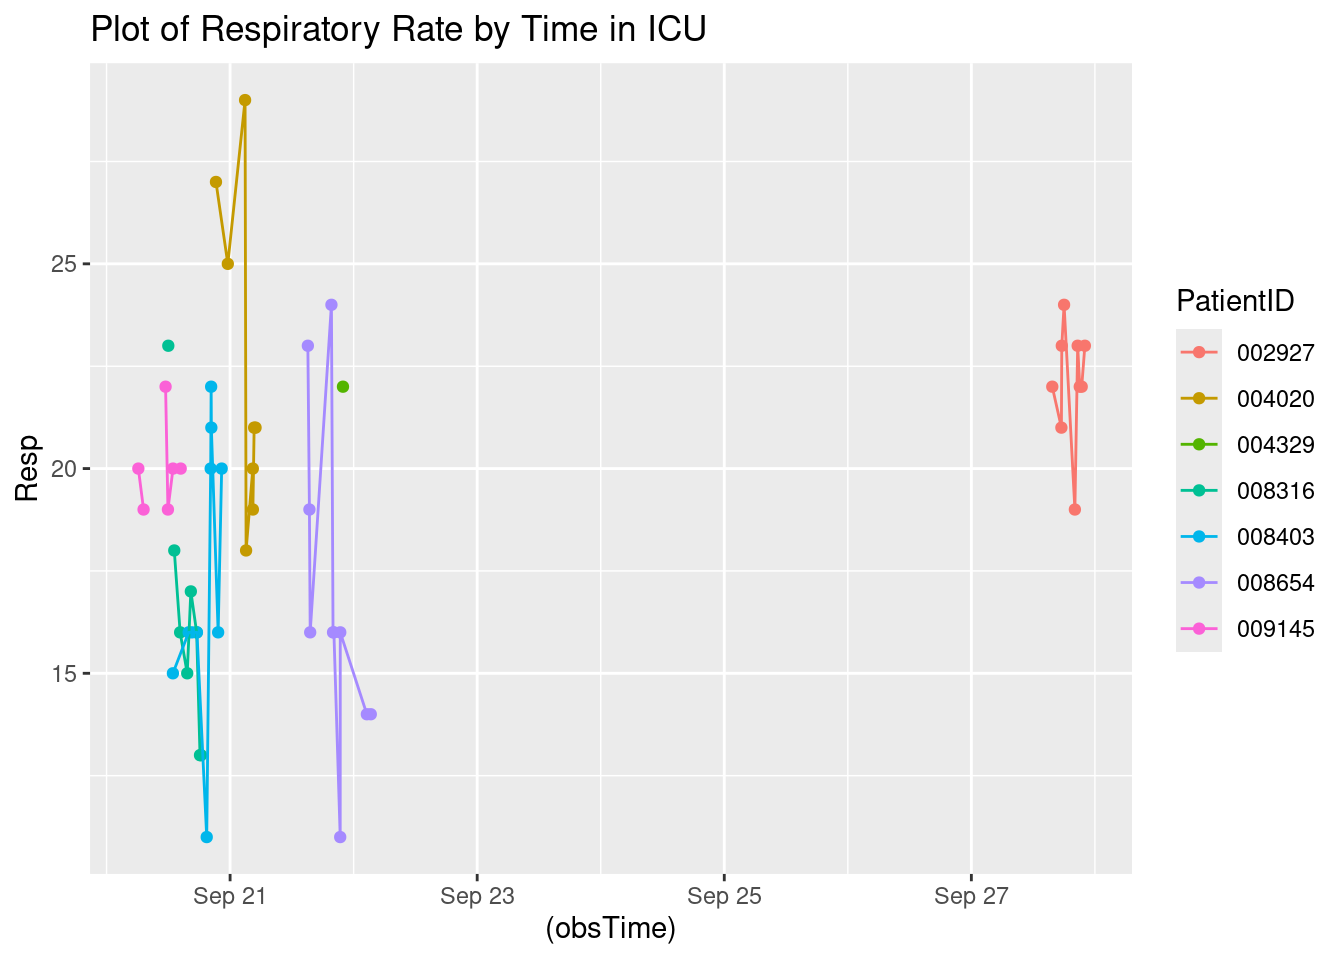 Plot of Respiratory Rate by Time in ICU
25
20
15
Resp
Sep 21
Sep 23
Sep 25
Sep 27
(obsTime)
PatientID
002927
004020
004329
008316
008403
008654
009145